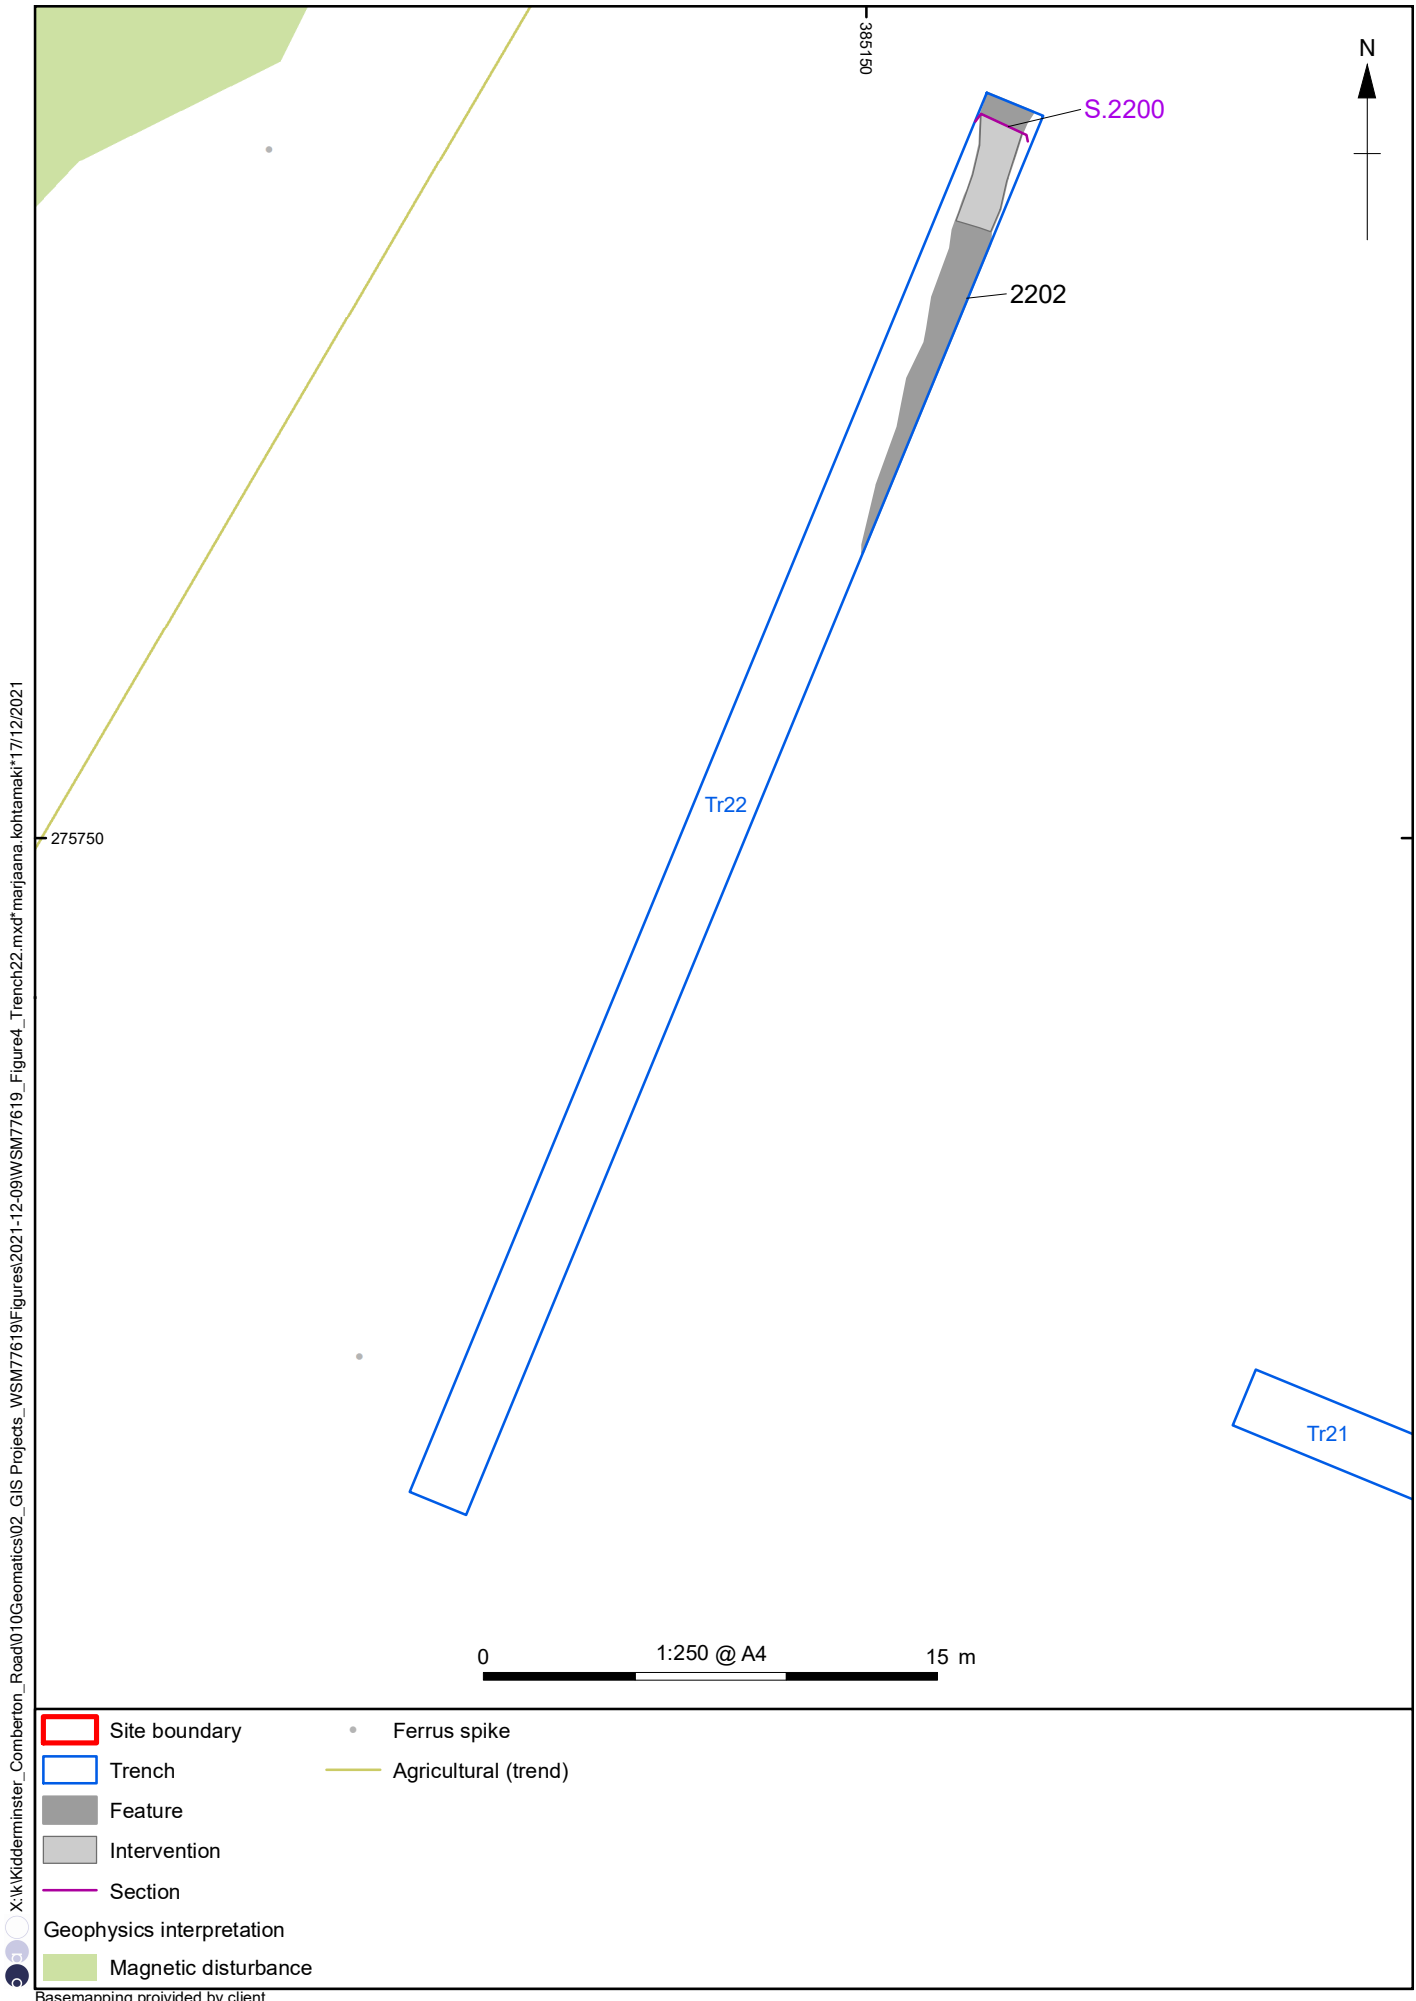 385150
N
S.2200
2202
Tr22
275750
Tr21
0 1:250 @ A4 15 m
Site boundary
Trench
Feature
Intervention
Section
Geophysics interpretation
Magnetic disturbance
Ferrus spike
Agricultural (trend)
X:\k\Kidderminster_Comberton_Road\010Geomatics\02_GIS Projects_WSM77619\Figures\2021-12-09\WSM77619_Figure4_Trench22.mxd*marjaana.kohtamaki*17/12/2021
Basemapping proivided by client